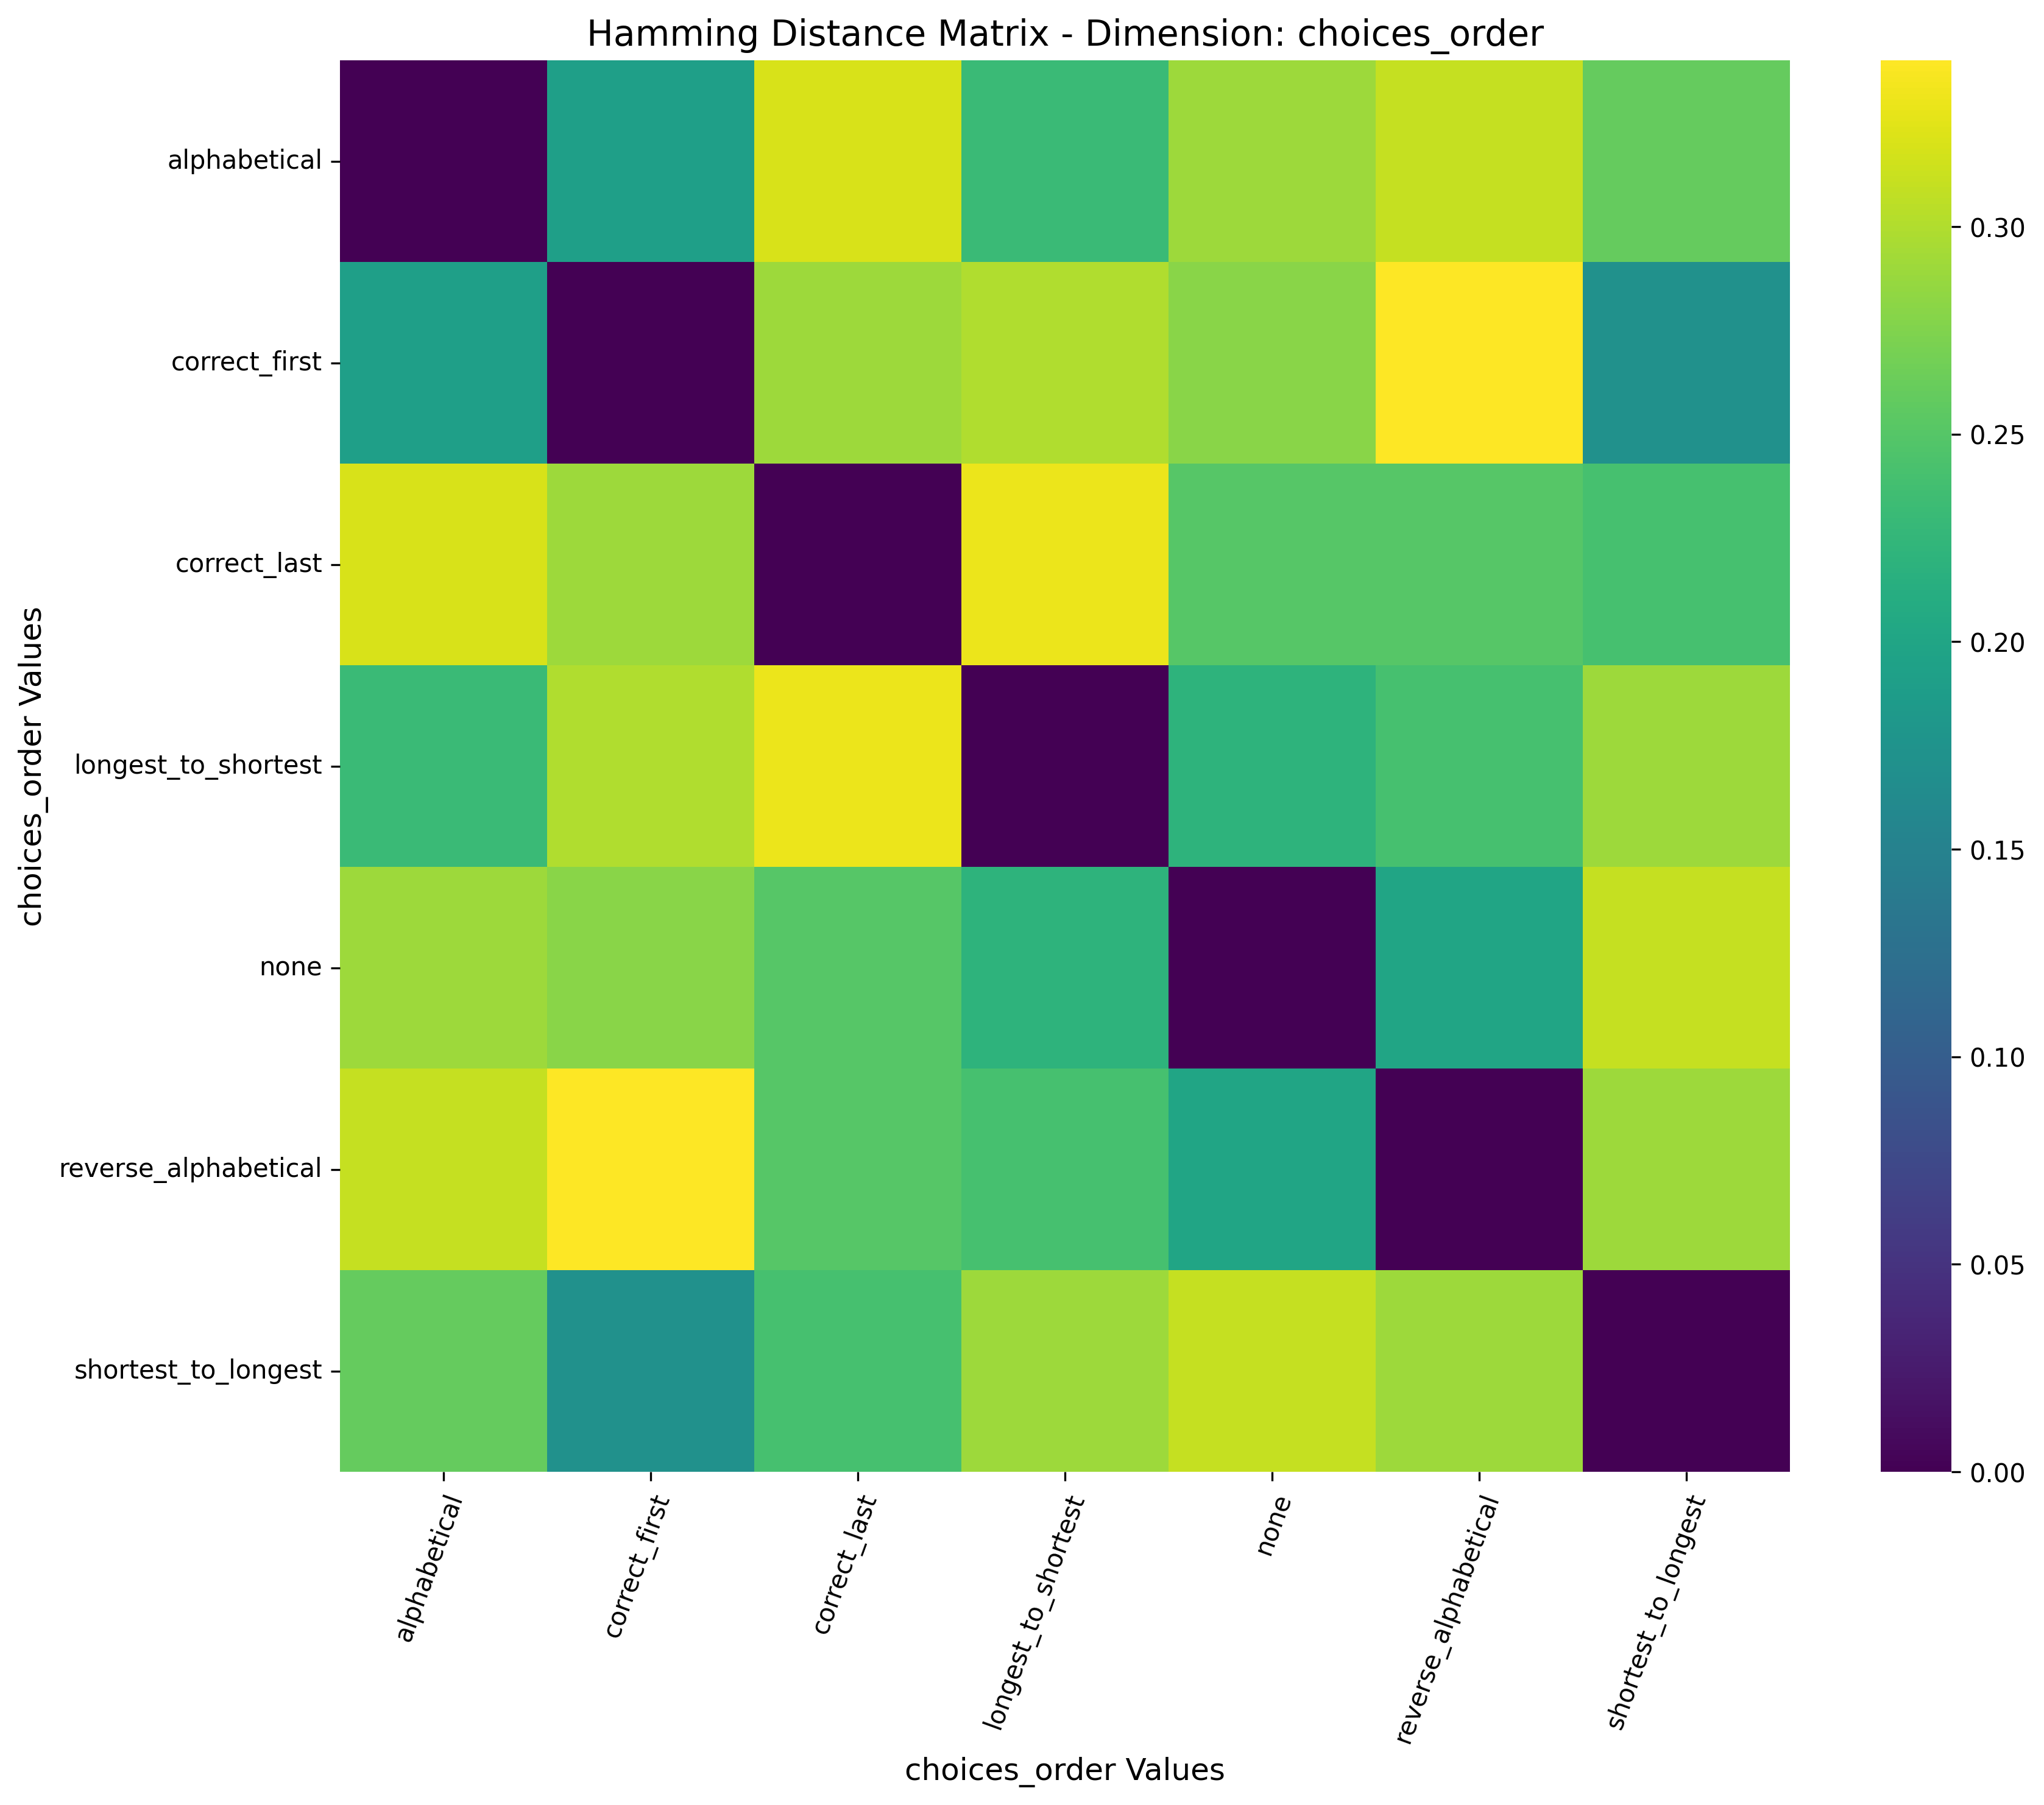 Hamming Distance Matrix - Dimension: choices_order
choices_order Values
alphabetical
correct_first
correct_last
longest_to_shortest
none
reverse_alphabetical
shortest_to_longest
alphabetical
correct_first
correct_last
longest_to_shortest
none
reverse_alphabetical
shortest_to_longest
choices_order Values
0.30
0.25
0.20
0.15
0.10
0.05
0.00